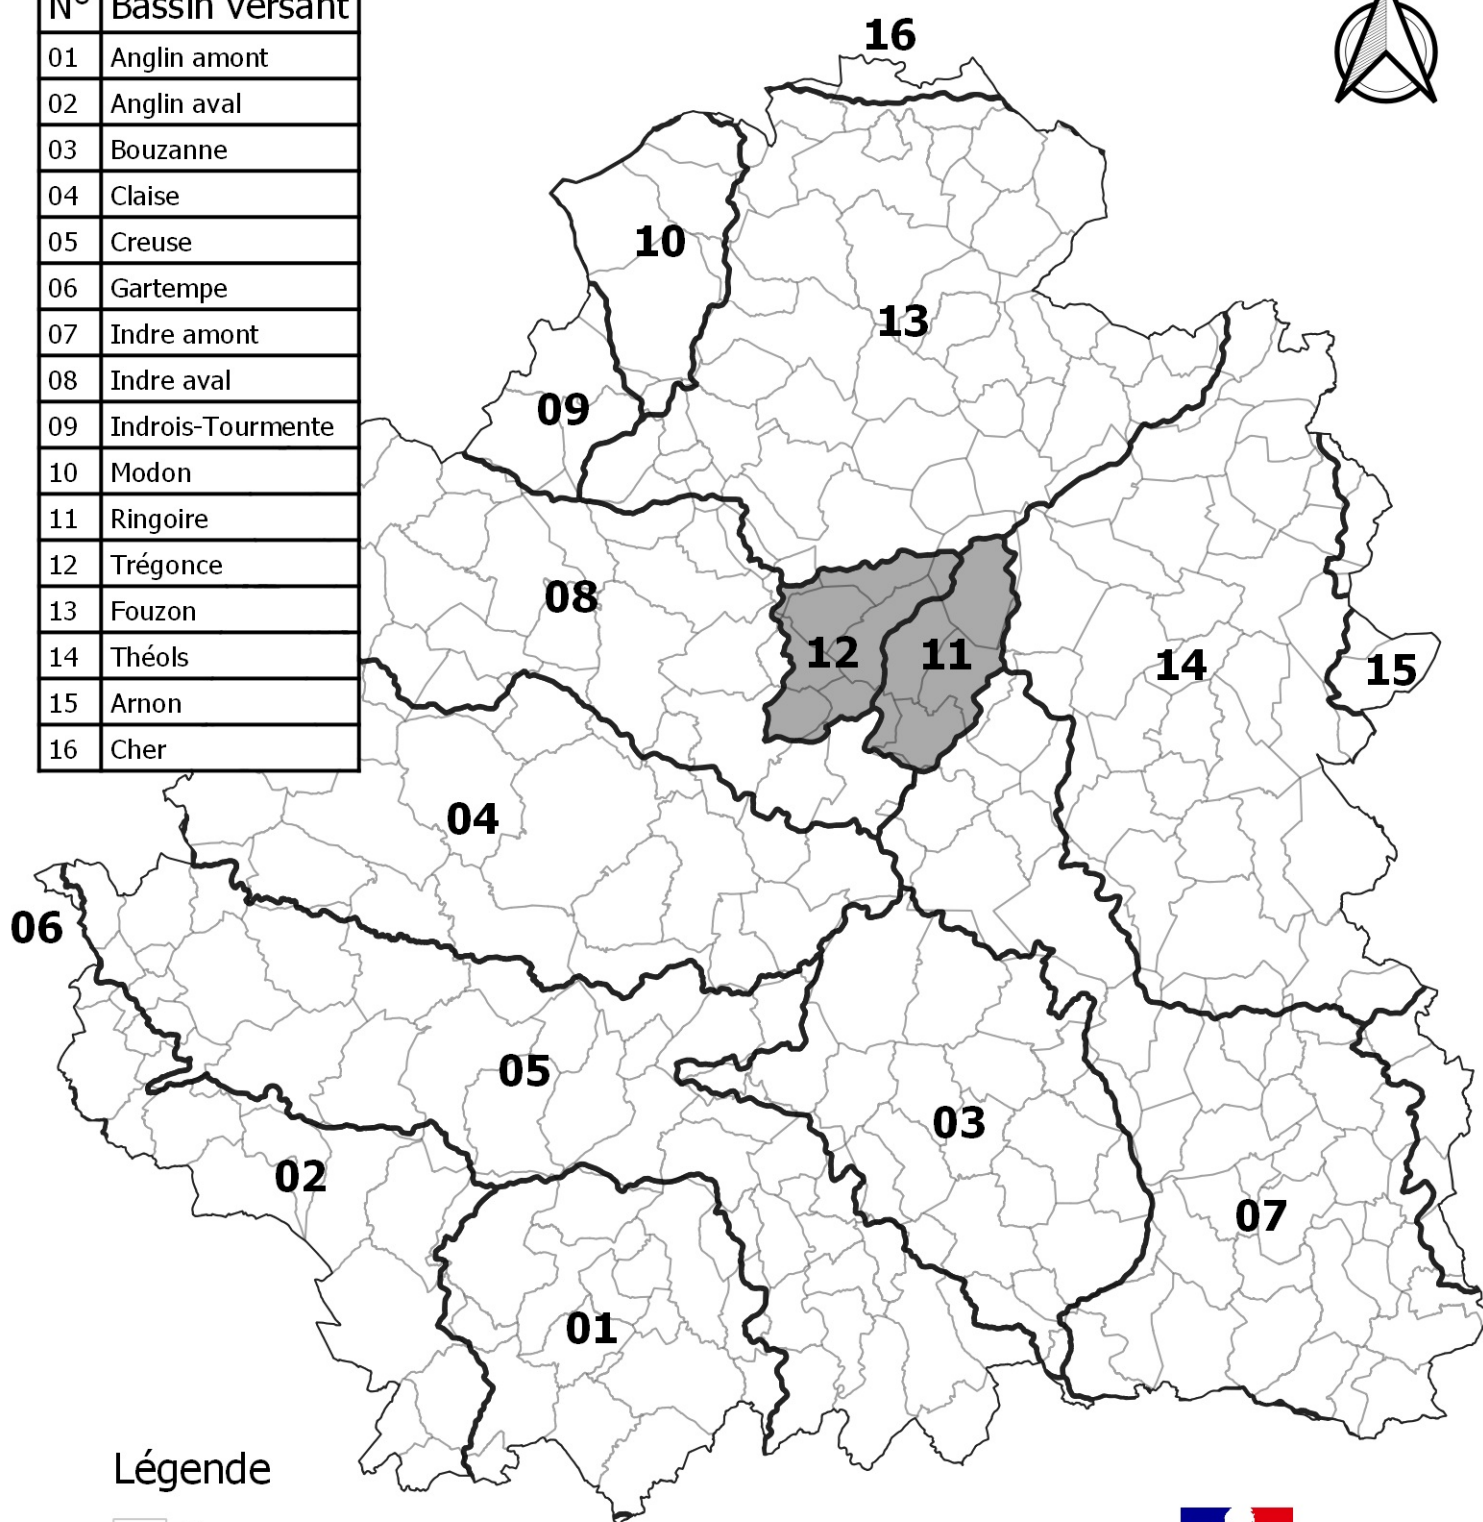 N° Bassin Versant
01 Anglin amont
02 Anglin aval
03 Bouzanne
04 Claise
05 Creuse
06 Gartempe
07 Indre amont
08 Indre aval
09 Indrois-Tourmente
10 Modon
11 Ringoire
12 Trégonce
13 Fouzon
14 Théols
15 Arnon
16 Cher
16
10
13
09
08
12
11
14
15
04
06
05
03
02
07
01
Légende